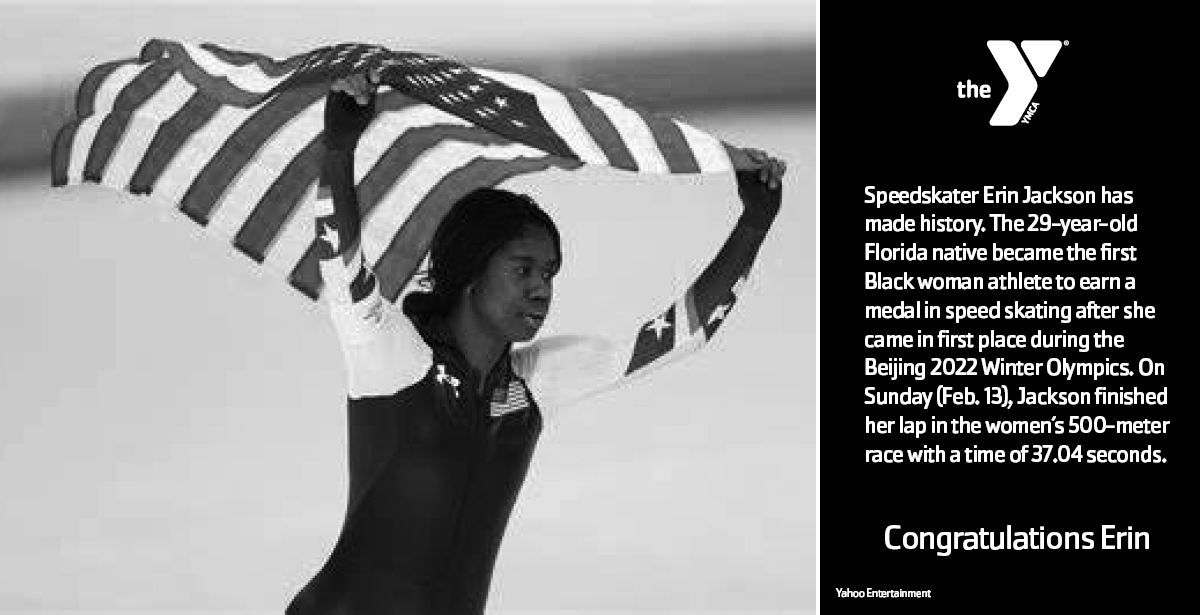 the
YMCA
Speedskater Erin Jackson has
made history. The 29-year-old
Florida native became the first
Black woman athlete to earn a
medal in speed skating after she
came in first place during the
Beijing 2022 Winter Olympics. On
Sunday (Feb. 13), Jackson finished
her lap in the women's 500-meter
race with a time of 37.04 seconds.
Congratulations Erin
Yahoo Entertainment